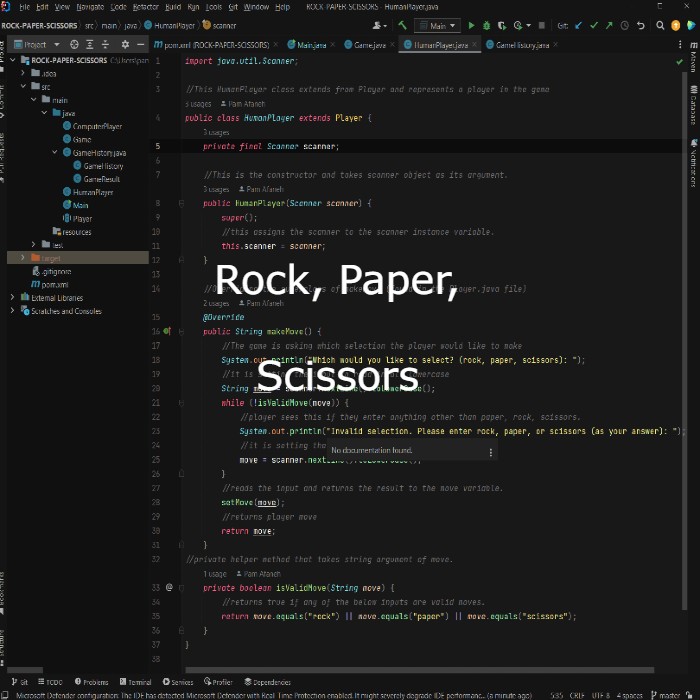 File Edit View Navigate Code Refactor Build Run Tools Git Window Help ROCK-PAPER-SCISSORS - HumanPlayer.java
ROCK-PAPER-SCISSORS src main java HumanPlayer scanner
Main
Git:
Project
pom.xml (ROCK-PAPER-SCISSORS) Main.java Game.java HumanPlayer.java GameHistory.java
ROCK-PAPER-SCISSORS
.idea
src
main
java
ComputerPlayer
Game
GameHistory.java
GameHistory
GameResult
HumanPlayer
Main
Player
resources
test
target
.gitignore
pom.xml
External Libraries
Scratches and Consoles
1 import java.util.Scanner;
2
3 //This HumanPlayer class extends from Player and represents a player in the game
3 usages Pam Afaneh
4 public class HumanPlayer extends Player {
3 usages
5 private final Scanner scanner;
6
7 //This is the constructor and takes scanner object as its argument.
3 usages Pam Afaneh
8 public HumanPlayer(Scanner scanner) {
9 super();
10 //this assigns the scanner to the scanner instance variable.
11 this.scanner = scanner;
12 }
13
Rock, Paper,
14 Player.java file)
2 usages Pam Afaneh
15 @Override
16 public String makeMove() {
17 //The game is asking which selection the player would like to make
18 System.out.println("Which would you like to select? (rock, paper, scissors): ");
Scissors
19 //it is
20 String move
21 while (!isValidMove(move)) {
22 //player sees this if they enter anything other than paper, rock, scissors.
23 System.out.println("Invalid selection. Please enter rock, paper, or scissors (as your answer): ");
24 //it is setting the
No documentation found.
25 move = scanner.nextLine().toLowerCase();
26 }
27 //reads the input and returns the result to the move variable.
28 setMove(move);
29 //returns player move
30 return move;
31 }
32 //private helper method that takes string argument of move.
1 usage Pam Afaneh
33 private boolean isValidMove(String move) {
34 //returns true if any of the below inputs are valid moves.
35 return move.equals("rock") || move.equals("paper") || move.equals("scissors");
36 }
37 }
38
Maven
Database
Notifications
Git TODO Problems Terminal Services Profiler Dependencies
Microsoft Defender configuration: The IDE has detected Microsoft Defender with Real-Time Protection enabled. It might severely degrade IDE performanc... (a minute ago) 5:35 CRLF UTF-8 4 spaces master